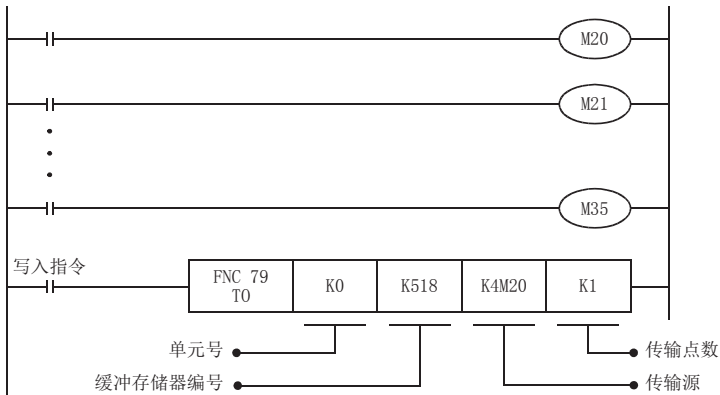 M20
M21
M35
写入指令
FNC 79
TO
K0
K518
K4M20
K1
单元号
传输点数
缓冲存储器编号
传输源